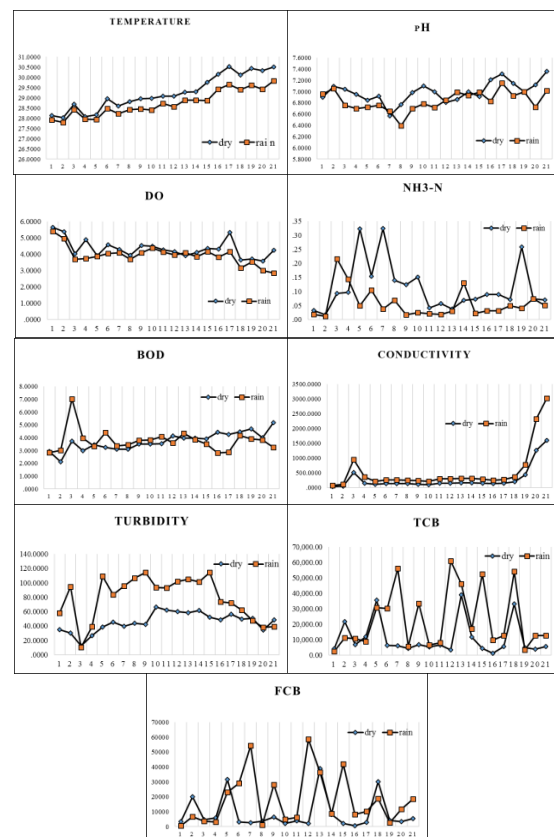 TEMPERATURE
31.0000
30.5000
30.0000
29.5000
29.0000
28.5000
28.0000
27.5000
27.0000
26.5000
26.0000
dry rai n
1 2 3 4 5 6 7 8 9 10 11 12 13 14 15 16 17 18 19 20 21
pH
7.6000
7.4000
7.2000
7.0000
6.8000
6.6000
6.4000
6.2000
6.0000
5.8000
dry rain
1 2 3 4 5 6 7 8 9 10 11 12 13 14 15 16 17 18 19 20 21
DO
6.0000
5.0000
4.0000
3.0000
2.0000
1.0000
.0000
dry rain
1 2 3 4 5 6 7 8 9 10 11 12 13 14 15 16 17 18 19 20 21
NH3-N
.35
.30
.25
.20
.15
.10
.05
.00
dry rain
1 2 3 4 5 6 7 8 9 10 11 12 13 14 15 16 17 18 19 20 21
BOD
8.0000
7.0000
6.0000
5.0000
4.0000
3.0000
2.0000
1.0000
.0000
dry rain
1 2 3 4 5 6 7 8 9 10 11 12 13 14 15 16 17 18 19 20 21
CONDUCTIVITY
3500.0000
3000.0000
2500.0000
2000.0000
1500.0000
1000.0000
500.0000
.0000
dry rain
1 2 3 4 5 6 7 8 9 10 11 12 13 14 15 16 17 18 19 20 21
TURBIDITY
140.0000
120.0000
100.0000
80.0000
60.0000
40.0000
20.0000
.0000
dry rain
1 2 3 4 5 6 7 8 9 10 11 12 13 14 15 16 17 18 19 20 21
TCB
70,000.00
60,000.00
50,000.00
40,000.00
30,000.00
20,000.00
10,000.00
.00
dry rain
1 2 3 4 5 6 7 8 9 10 11 12 13 14 15 16 17 18 19 20 21
FCB
70000
60000
50000
40000
30000
20000
10000
0
dry rain
1 2 3 4 5 6 7 8 9 10 11 12 13 14 15 16 17 18 19 20 21